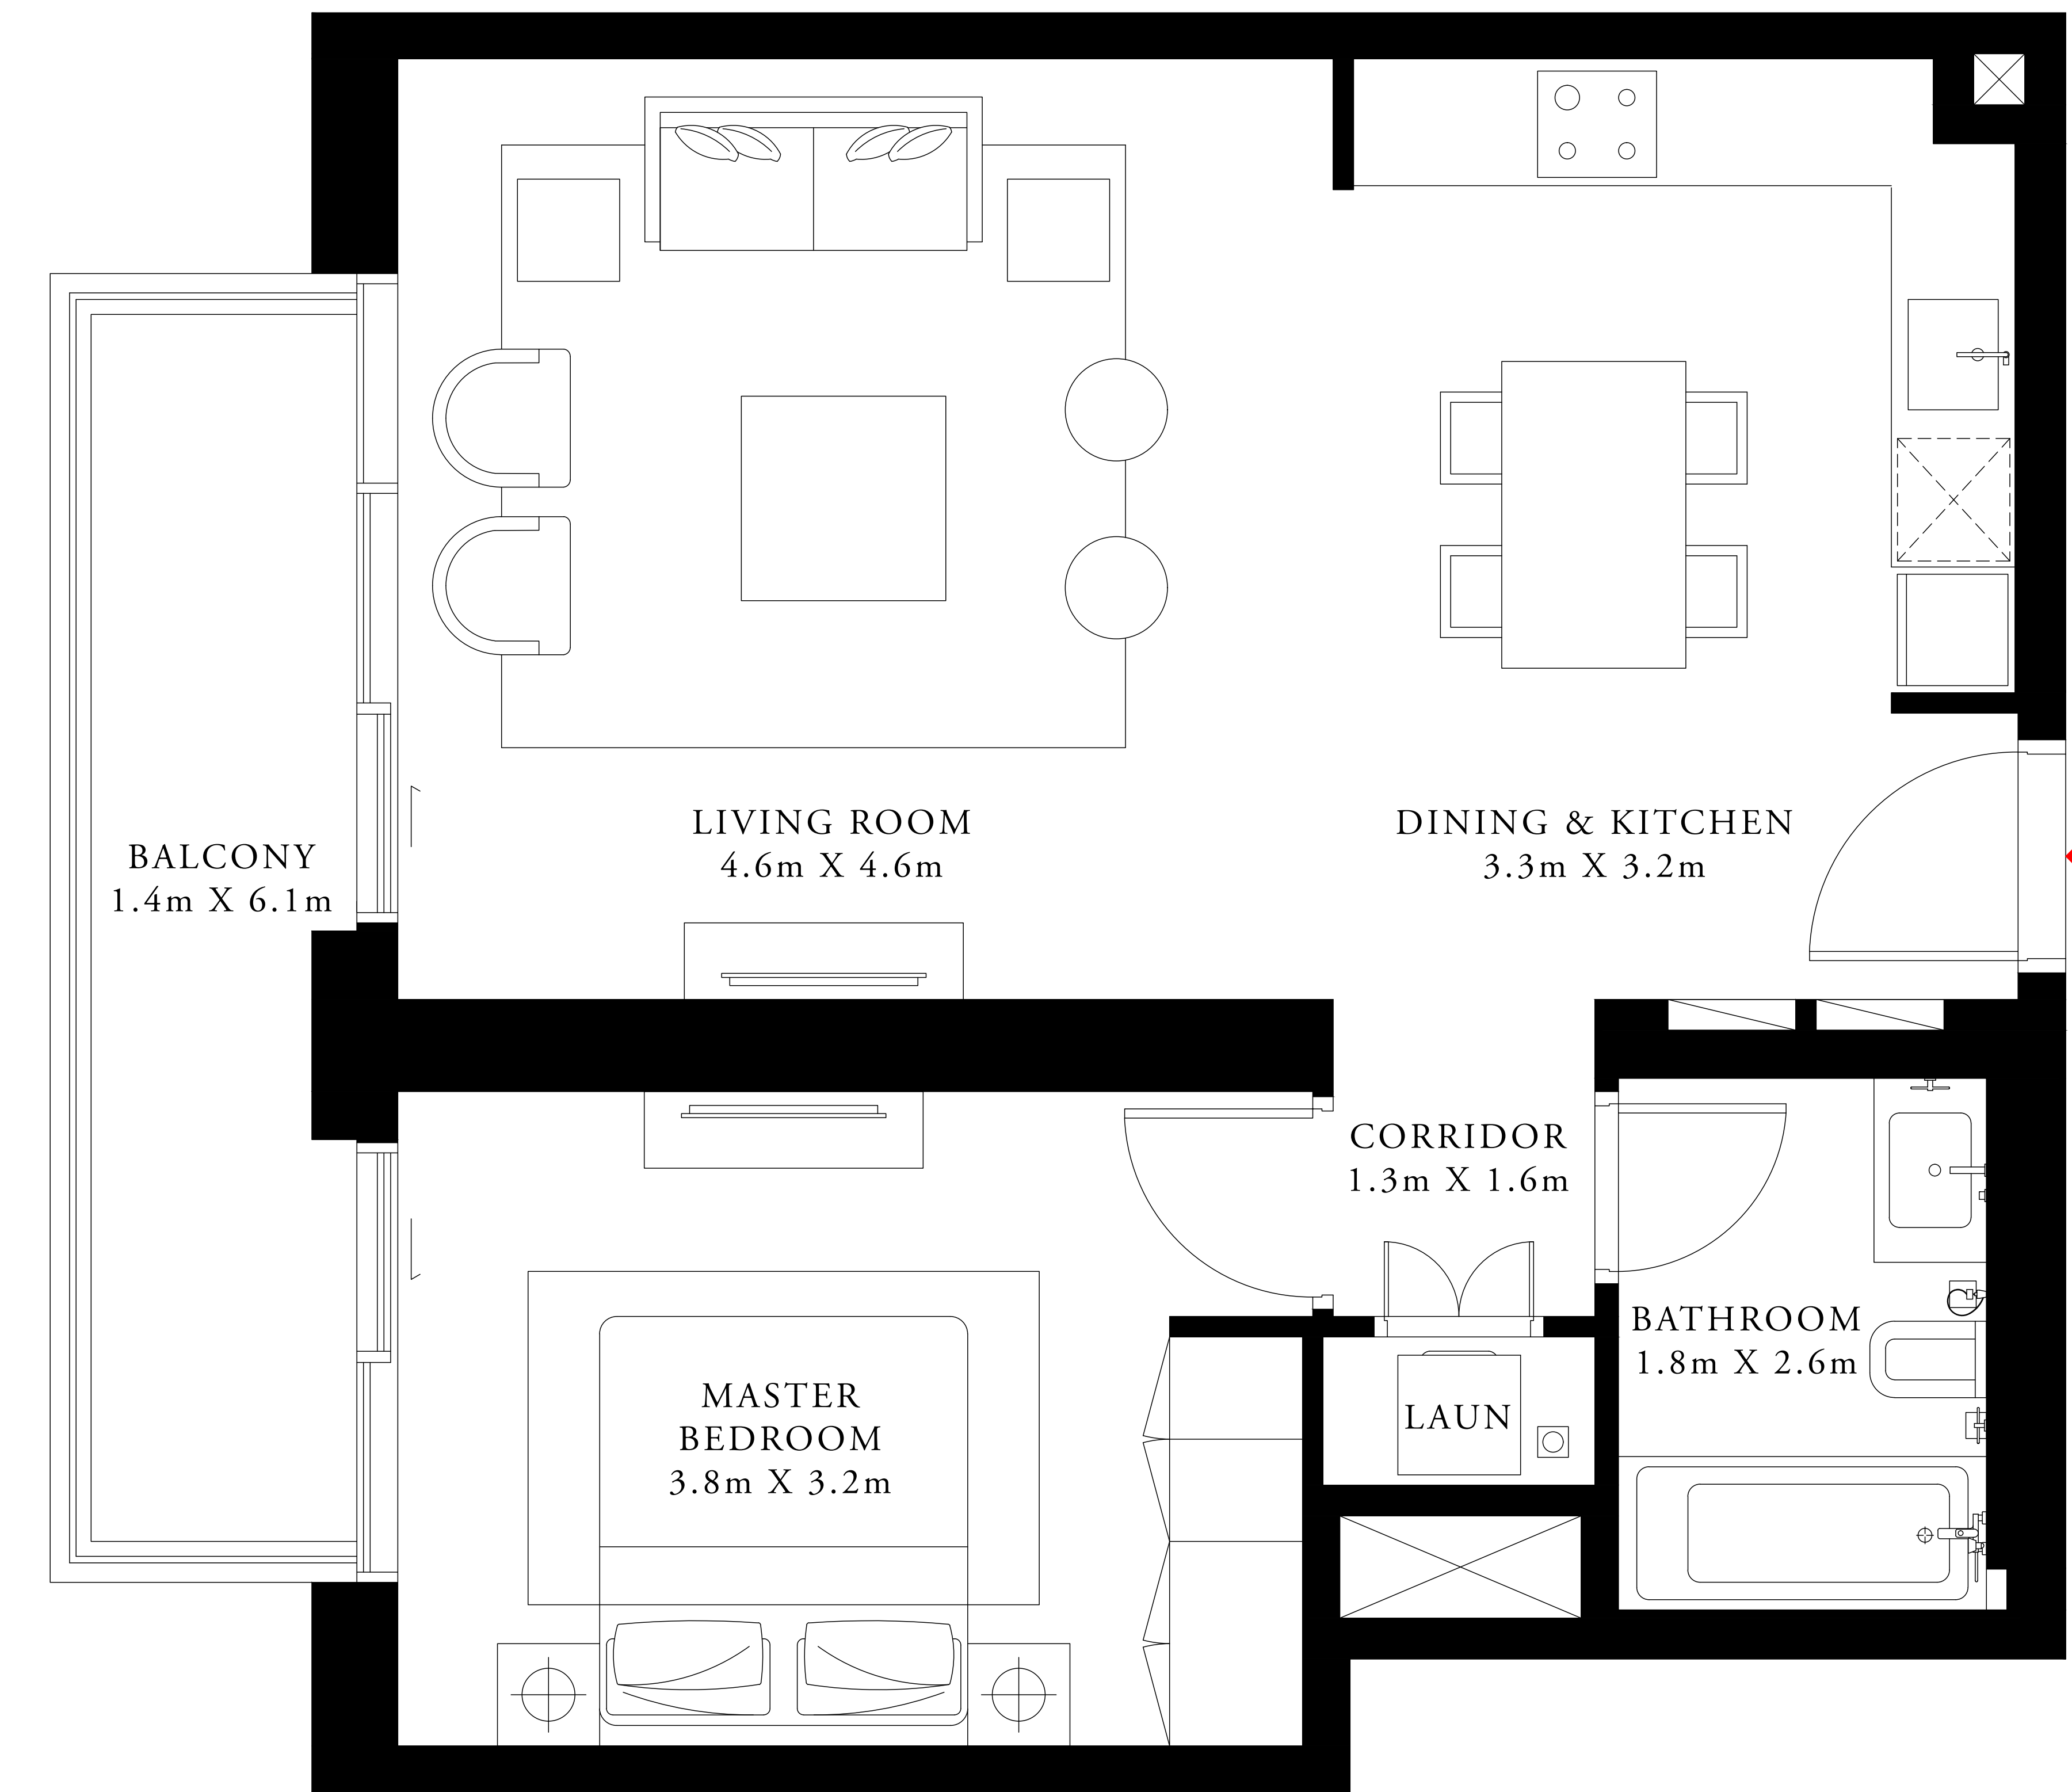 LIVING ROOM
4.6m X 4.6m
DINING & KITCHEN
3.3m X 3.2m
BALCONY
1.4m X 6.1m
CORRIDOR
1.3m X 1.6m
BATHROOM
1.8m X 2.6m
MASTER
BEDROOM
3.8m X 3.2m
LAUN